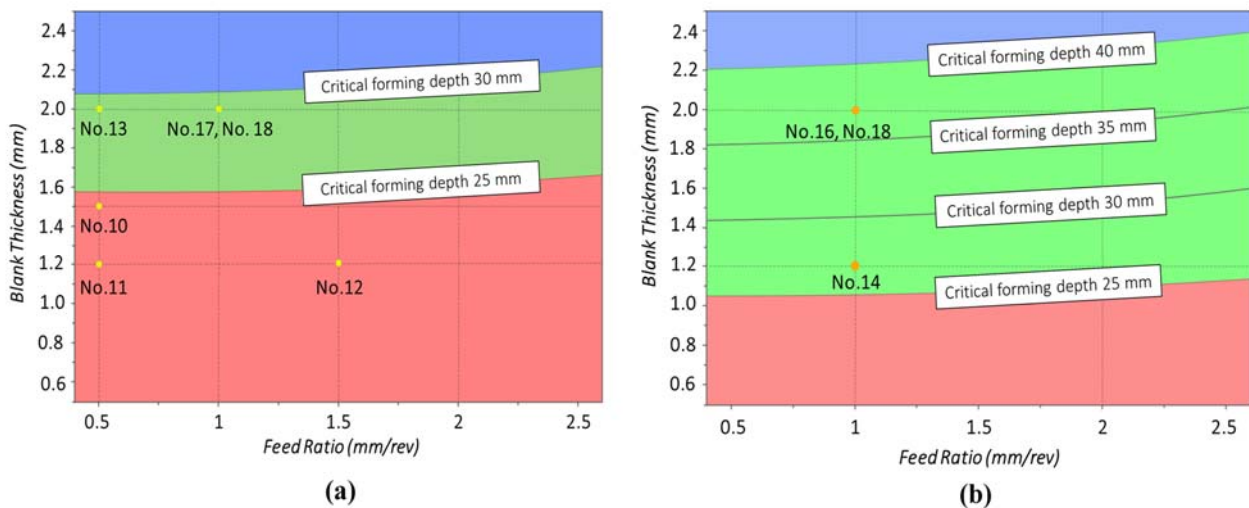 2.4
2.2
2.0
1.8
1.6
1.4
1.2
1.0
0.8
0.6
Blank Thickness (mm)
Critical forming depth 30 mm
No.13
No.17, No. 18
Critical forming depth 25 mm
No.10
No.11
No.12
0.5
1
1.5
2
2.5
Feed Ratio (mm/rev)
(a)
2.4
2.2
2.0
1.8
1.6
1.4
1.2
1.0
0.8
0.6
Blank Thickness (mm)
Critical forming depth 40 mm
No.16, No.18
Critical forming depth 35 mm
Critical forming depth 30 mm
No.14
Critical forming depth 25 mm
0.5
1
1.5
2
2.5
Feed Ratio (mm/rev)
(b)